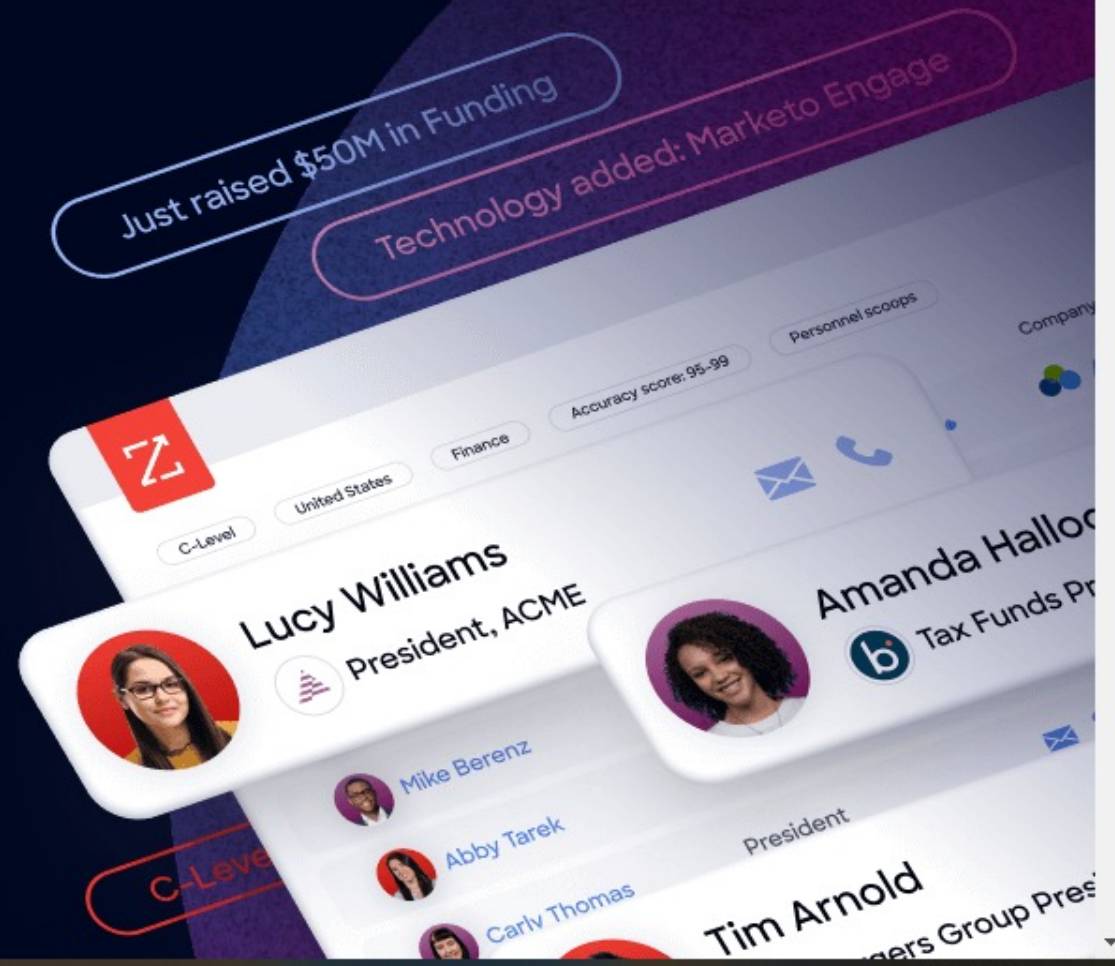 Just raised $50M in Funding
Technology added: Marketo Engage
C-Level
United States
Finance
Accuracy score: 95-99
Personnel scoops
Company
Lucy Williams
President, ACME
Amanda Halloc
Tax Funds Pr
Mike Berenz
Abby Tarek
Carly Thomas
President
C-Leve
Tim Arnold
gers Group Pres